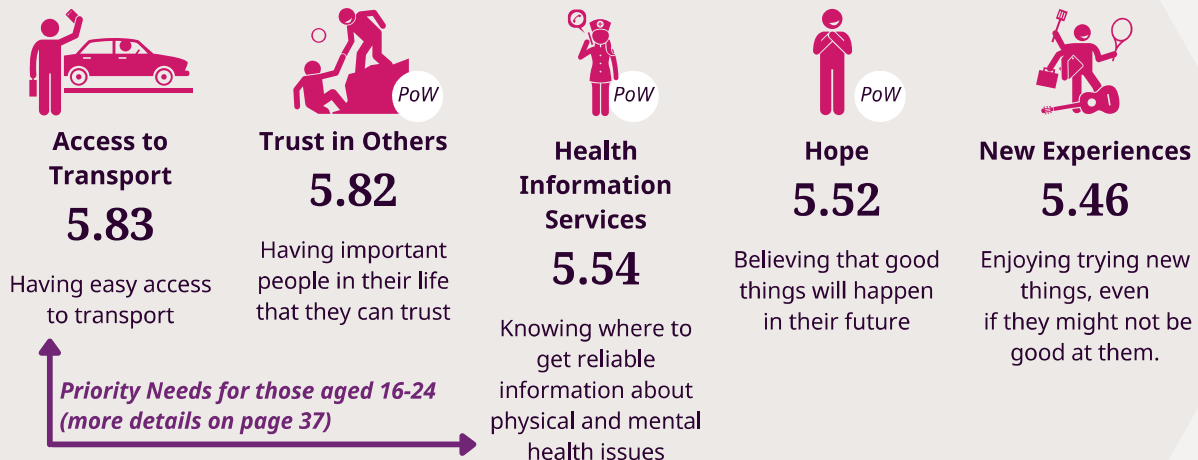 PoW
PoW
PoW
Access to
Transport
5.83
Having easy access
to transport
Trust in Others
5.82
Having important
people in their life
that they can trust
Health
Information
Services
5.54
Knowing where to
get reliable
information about
physical and mental
health issues
Hope
5.52
Believing that good
things will happen
in their future
New Experiences
5.46
Enjoying trying new
things, even
if they might not be
good at them.
Priority Needs for those aged 16-24
(more details on page 37)